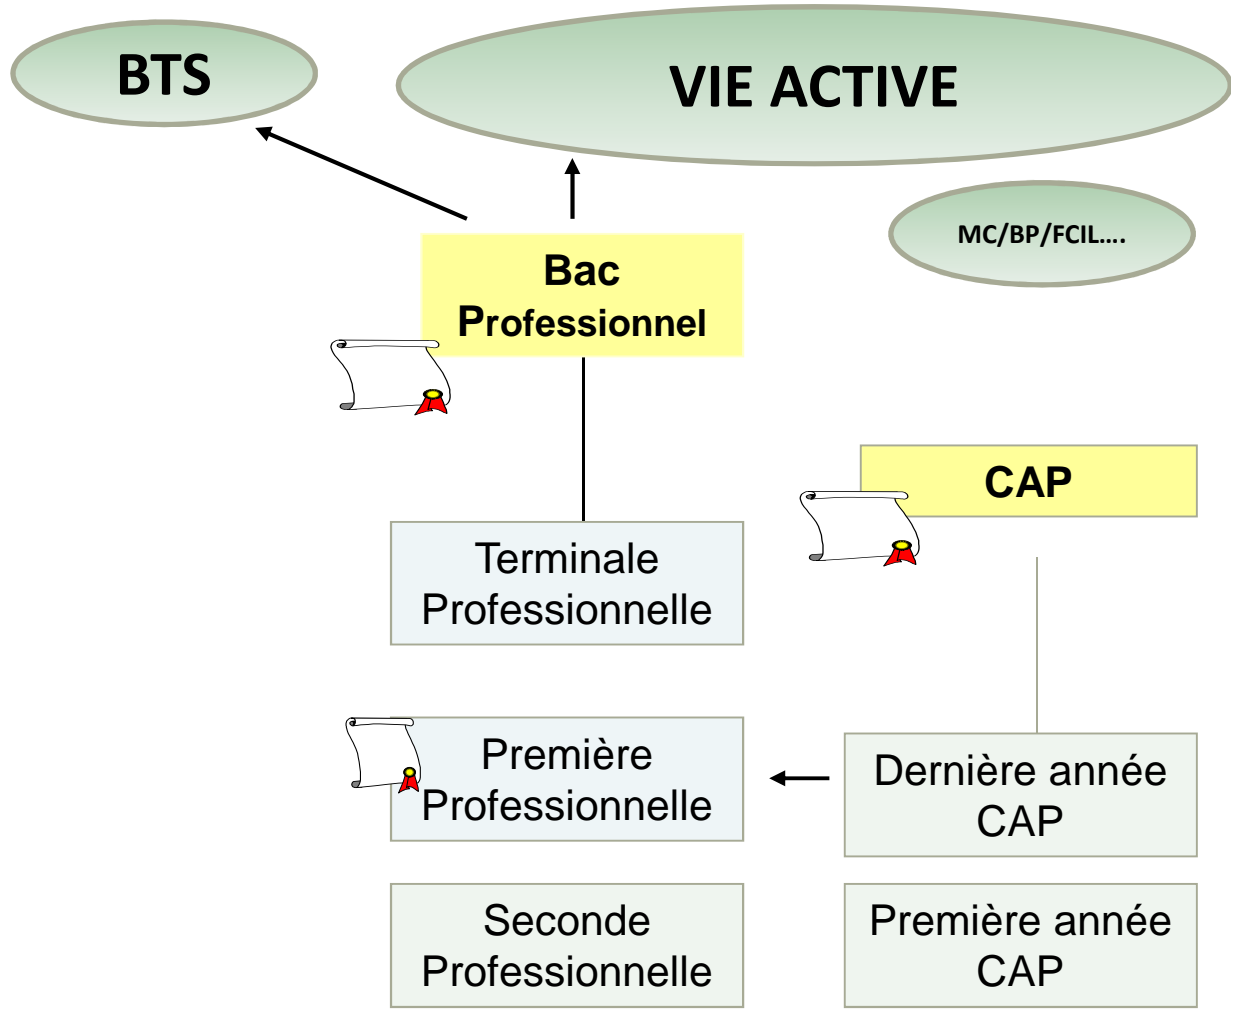 BTS
VIE ACTIVE
MC/BP/FCIL....
Bac
Professionnel
CAP
Terminale
Professionnelle
Première
Professionnelle
Dernière année
CAP
Seconde
Professionnelle
Première année
CAP